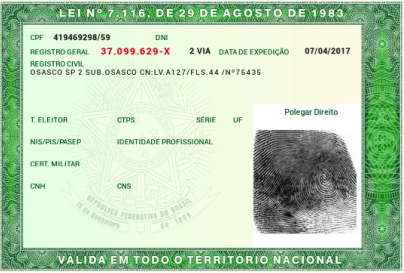 LEI Nº 7.116, DE 29 DE AGOSTO DE 1983
CPF 419469298/59 DNI
REGISTRO GERAL 37.099.629-X 2 VIA DATA DE EXPEDIÇÃO 07/04/2017
REGISTRO CIVIL
OSASCO SP 2 SUB.OSASCO CN:LV.A127/FLS.44 /Nº75435
Polegar Direito
T. ELEITOR CTPS SÉRIE UF
NIS/PIS/PASEP IDENTIDADE PROFISSIONAL
CERT. MILITAR
CNH CNS
REPÚBLICA FEDERATIVA DO BRASIL
15 de Novembro de 1889
VALIDA EM TODO O TERRITORIO NACIONAL